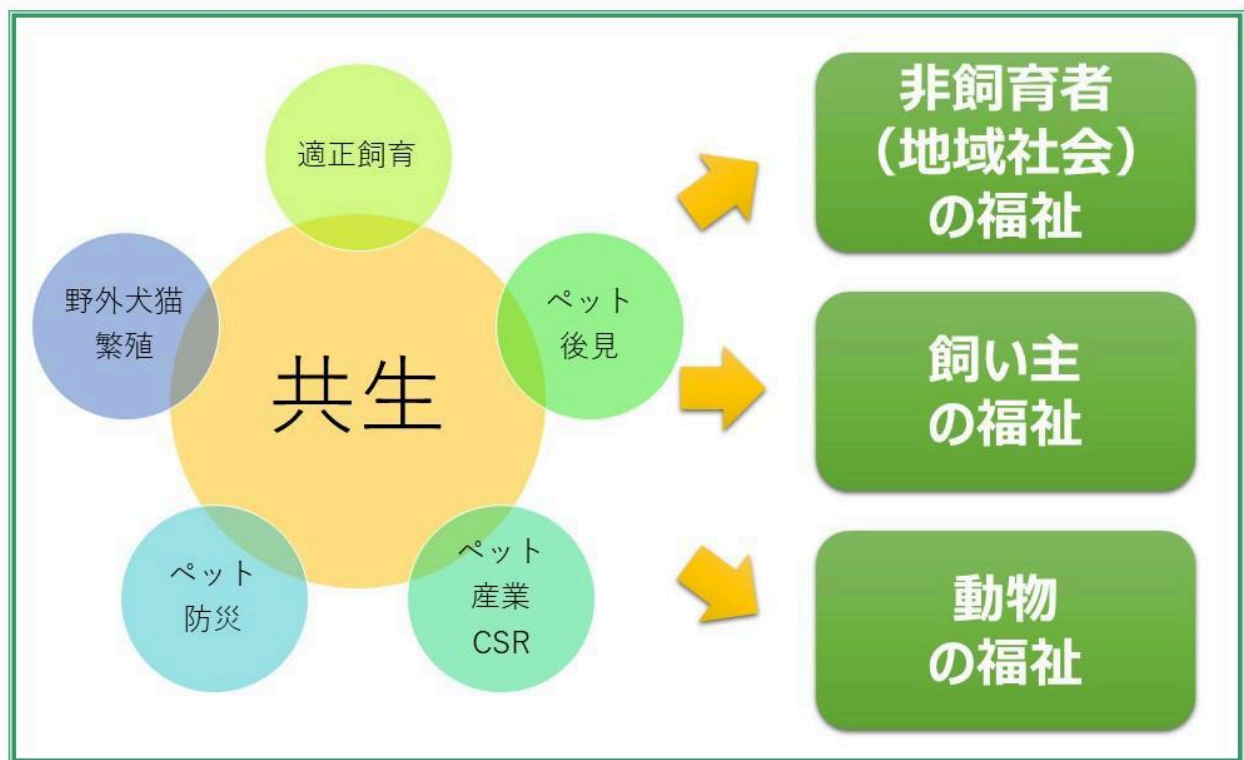 適正飼育
野外犬猫
繁殖
共生
ペット
後見
ペット
防災
ペット
産業
CSR
非飼育者
（地域社会）
の福祉
飼い主
の福祉
動物
の福祉